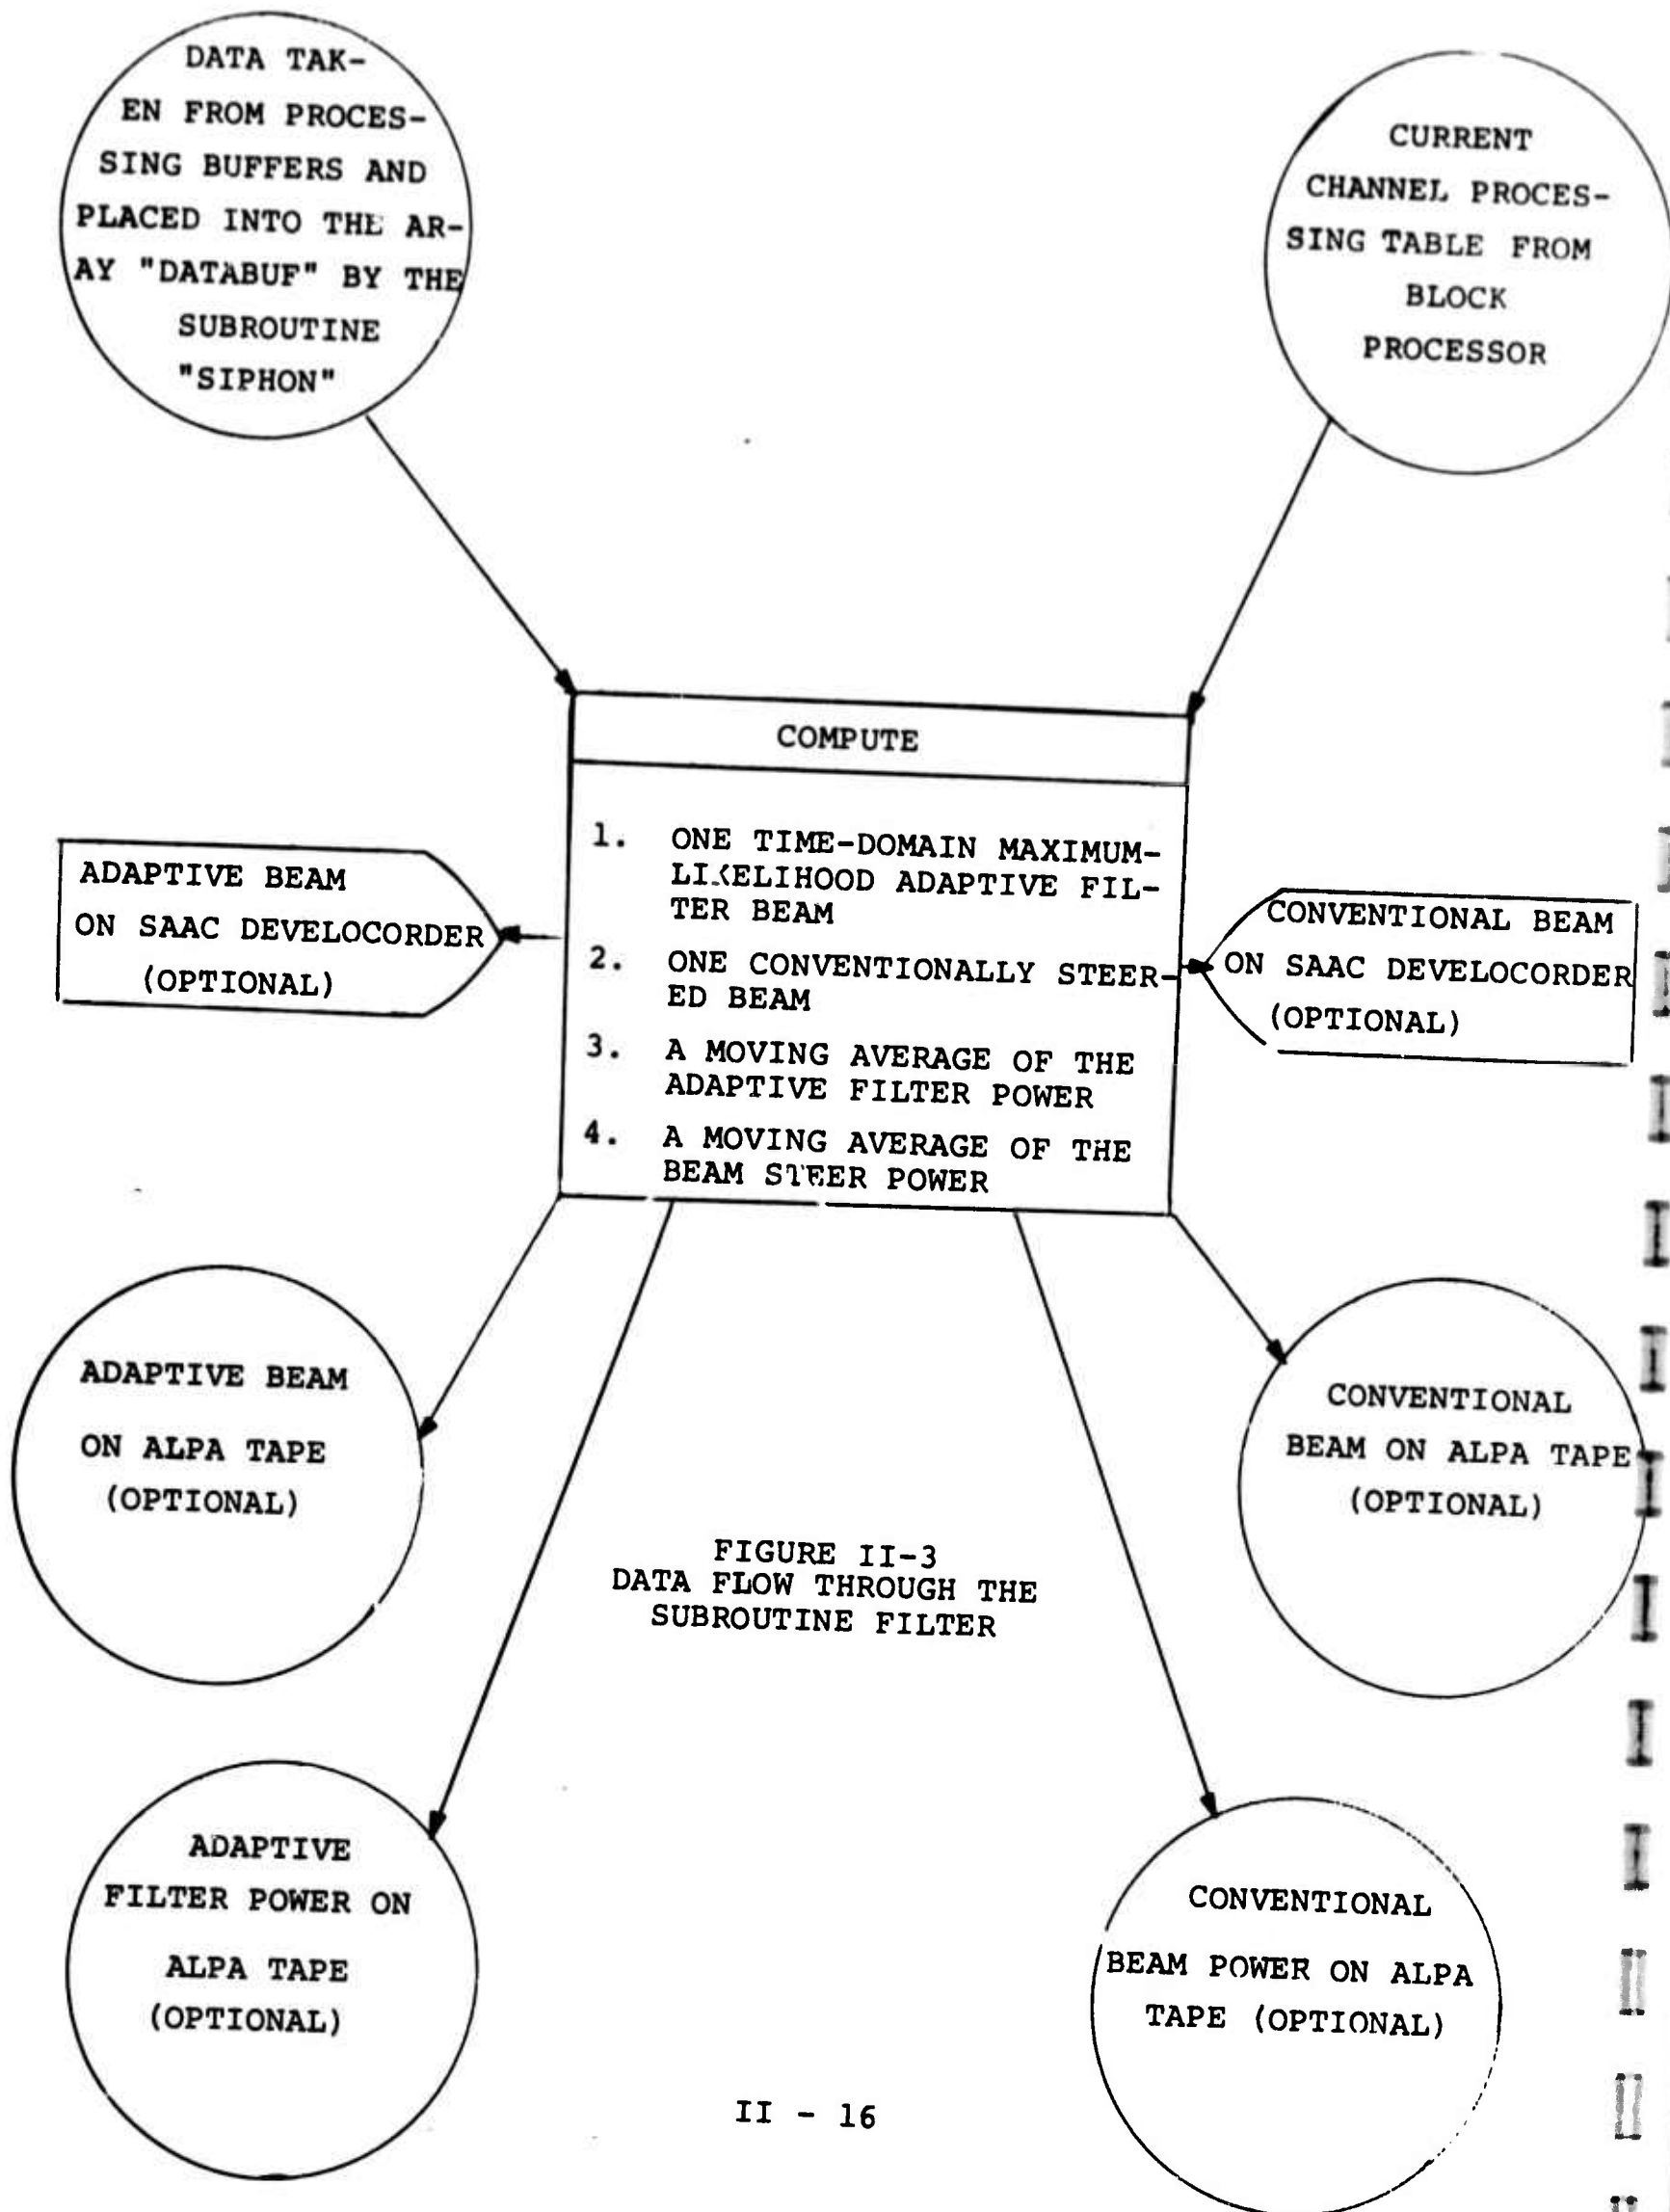 DATA TAK-
EN FROM PROCES-
SING BUFFERS AND
PLACED INTO THE AR-
AY "DATABUF" BY THE
SUBROUTINE
"SIPHON"
CURRENT
CHANNEL PROCES-
SING TABLE FROM
BLOCK
PROCESSOR
COMPUTE
1. ONE TIME-DOMAIN MAXIMUM-
LIKELIHOOD ADAPTIVE FIL-
TER BEAM
2. ONE CONVENTIONALLY STEER-
ED BEAM
3. A MOVING AVERAGE OF THE
ADAPTIVE FILTER POWER
4. A MOVING AVERAGE OF THE
BEAM STEER POWER
ADAPTIVE BEAM
ON SAAC DEVELOCORDER
(OPTIONAL)
CONVENTIONAL BEAM
ON SAAC DEVELOCORDER
(OPTIONAL)
ADAPTIVE BEAM
ON ALPA TAPE
(OPTIONAL)
CONVENTIONAL
BEAM ON ALPA TAPE
(OPTIONAL)
FIGURE II-3
DATA FLOW THROUGH THE
SUBROUTINE FILTER
ADAPTIVE
FILTER POWER ON
ALPA TAPE
(OPTIONAL)
CONVENTIONAL
BEAM POWER ON ALPA
TAPE (OPTIONAL)
II - 16